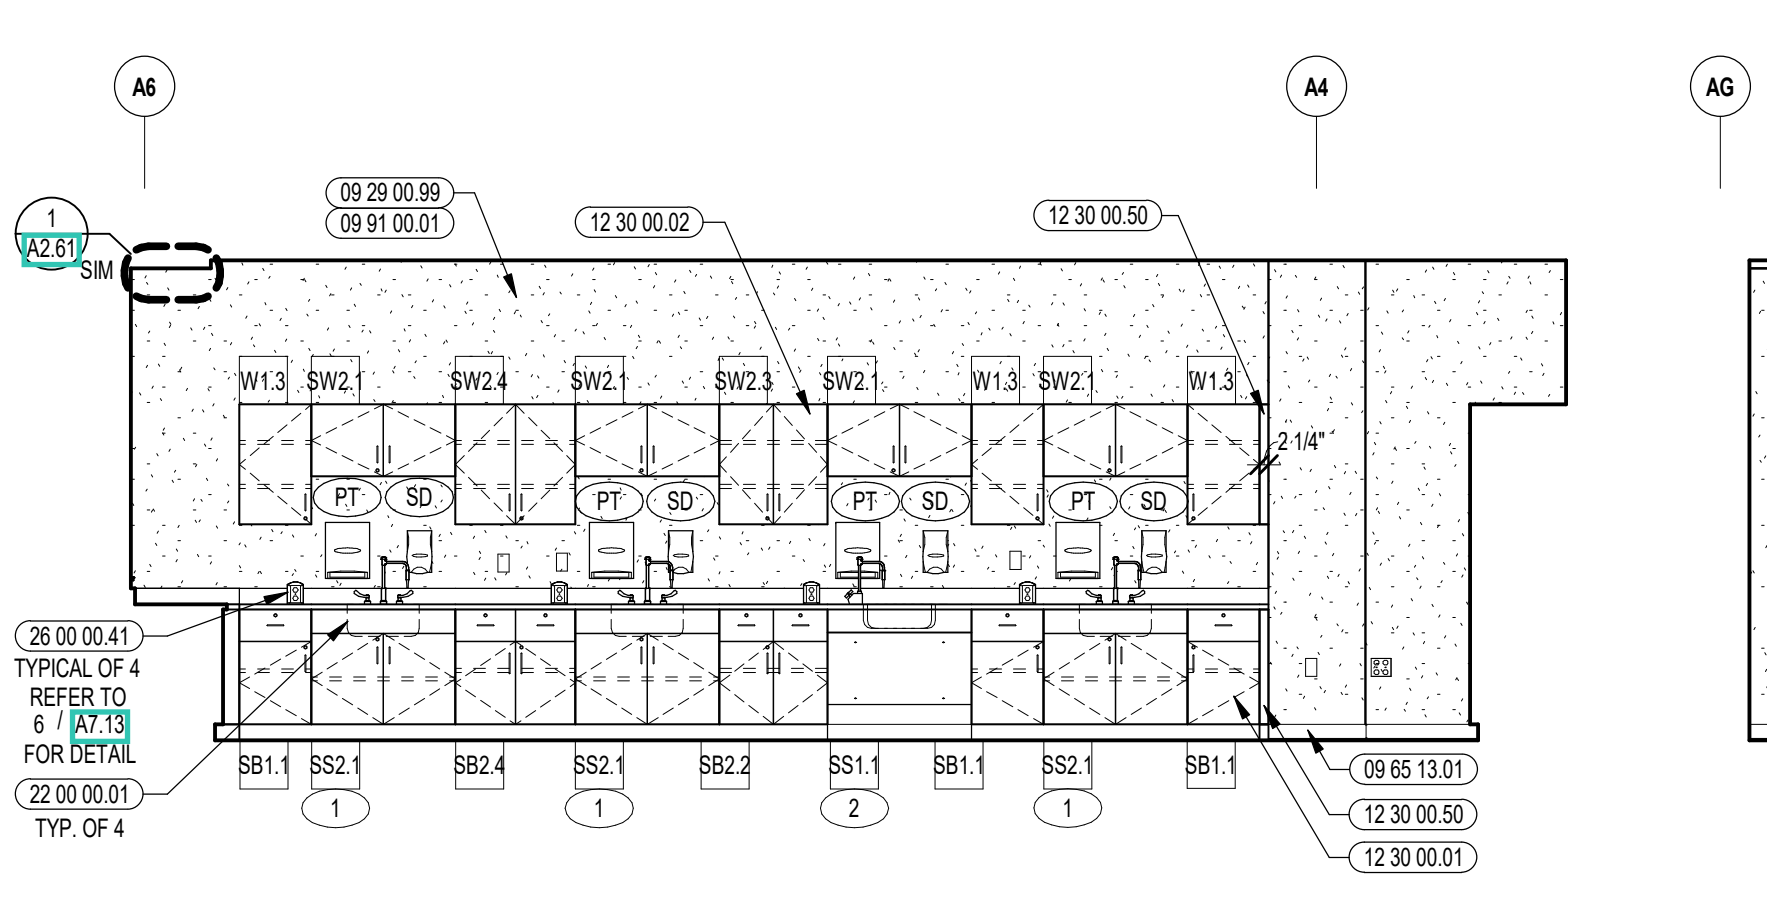 A6
A4
AG
1
A2.61
SIM
09 29 00.99
09 91 00.01
12 30 00.02
12 30 00.50
W1.3 SW2.1 SW2.4 SW2.1 SW2.3 SW2.1 W1.3 SW2.1 W1.3
2 1/4"
PT SD PT SD PT SD PT SD
26 00 00.41
TYPICAL OF 4
REFER TO
6 / A7.13
FOR DETAIL
22 00 00.01
TYP. OF 4
SB1.1 SS2.1 SB2.4 SS2.1 SB2.2 SS1.1 SB1.1 SS2.1 SB1.1
1 1 2 1
09 65 13.01
12 30 00.50
12 30 00.01